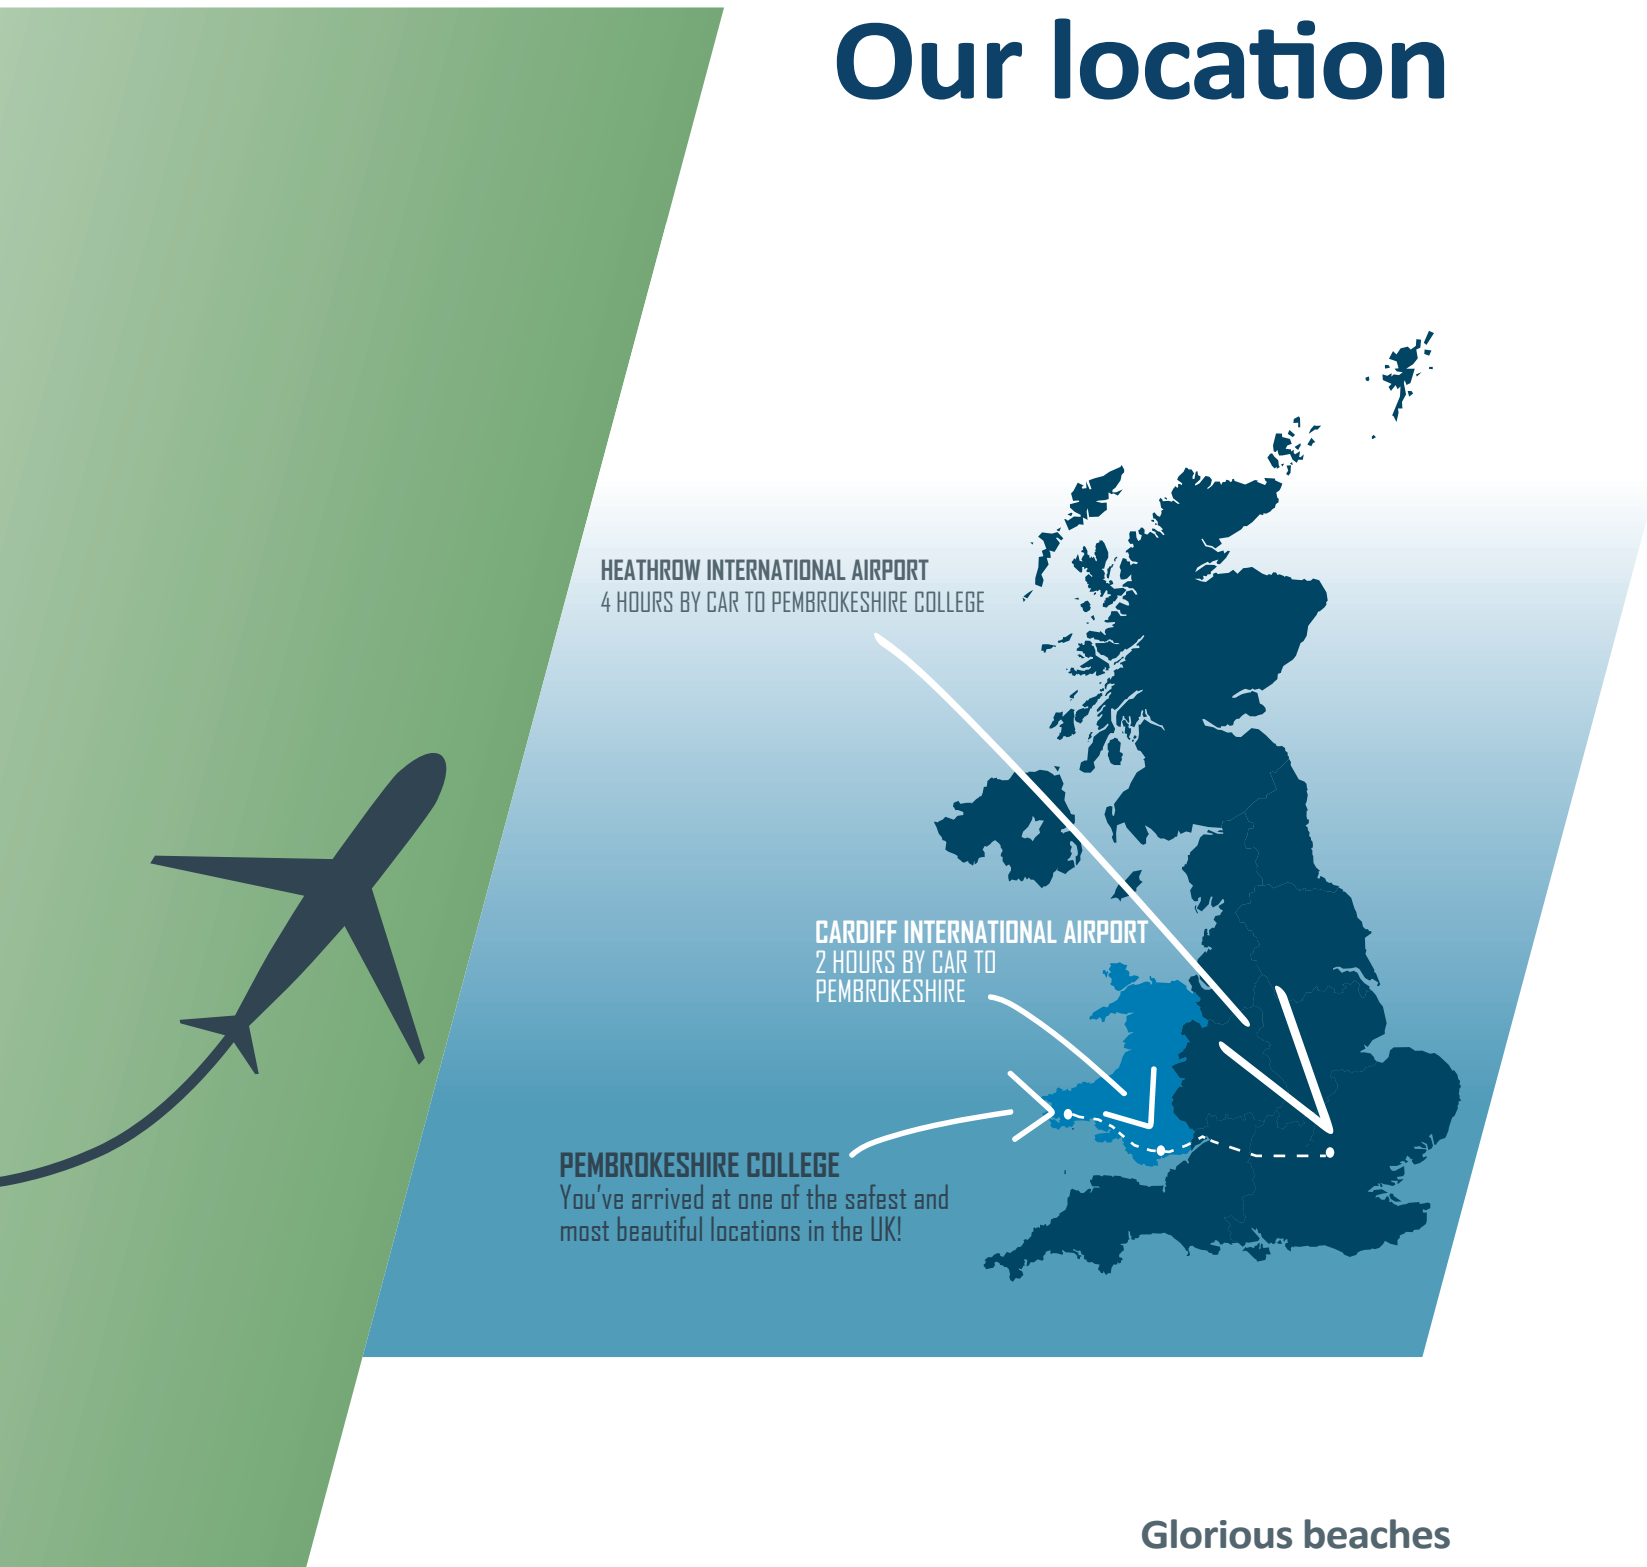 Our location
HEATHROW INTERNATIONAL AIRPORT
4 HOURS BY CAR TO PEMBROKESHIRE COLLEGE
CARDIFF INTERNATIONAL AIRPORT
2 HOURS BY CAR TO
PEMBROKESHIRE
PEMBROKESHIRE COLLEGE
You've arrived at one of the safest and
most beautiful locations in the UK!
Glorious beaches